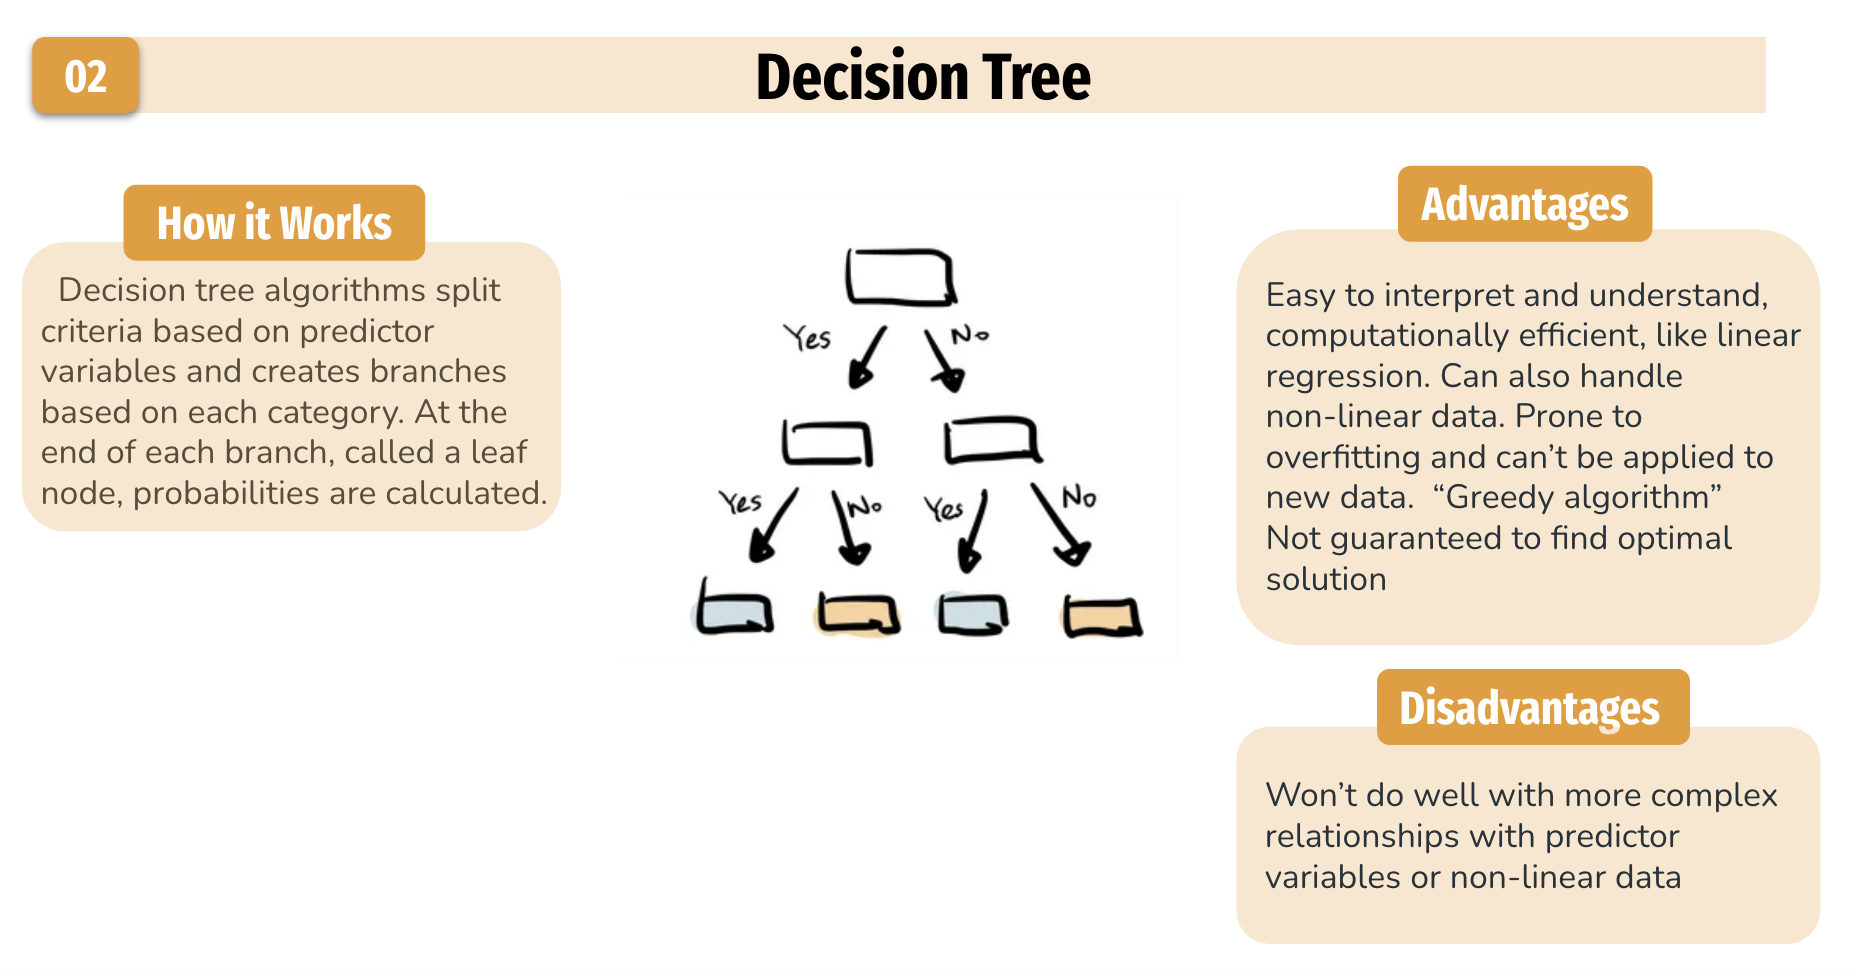 02
Decision Tree
How it Works
Decision tree algorithms split
criteria based on predictor
variables and creates branches
based on each category. At the
end of each branch, called a leaf
node, probabilities are calculated.
Yes
No
Yes
No
Yes
No
Advantages
Easy to interpret and understand,
computationally efficient, like linear
regression. Can also handle
non-linear data. Prone to
overfitting and can’t be applied to
new data.  “Greedy algorithm”
Not guaranteed to find optimal
solution
Disadvantages
Won’t do well with more complex
relationships with predictor
variables or non-linear data